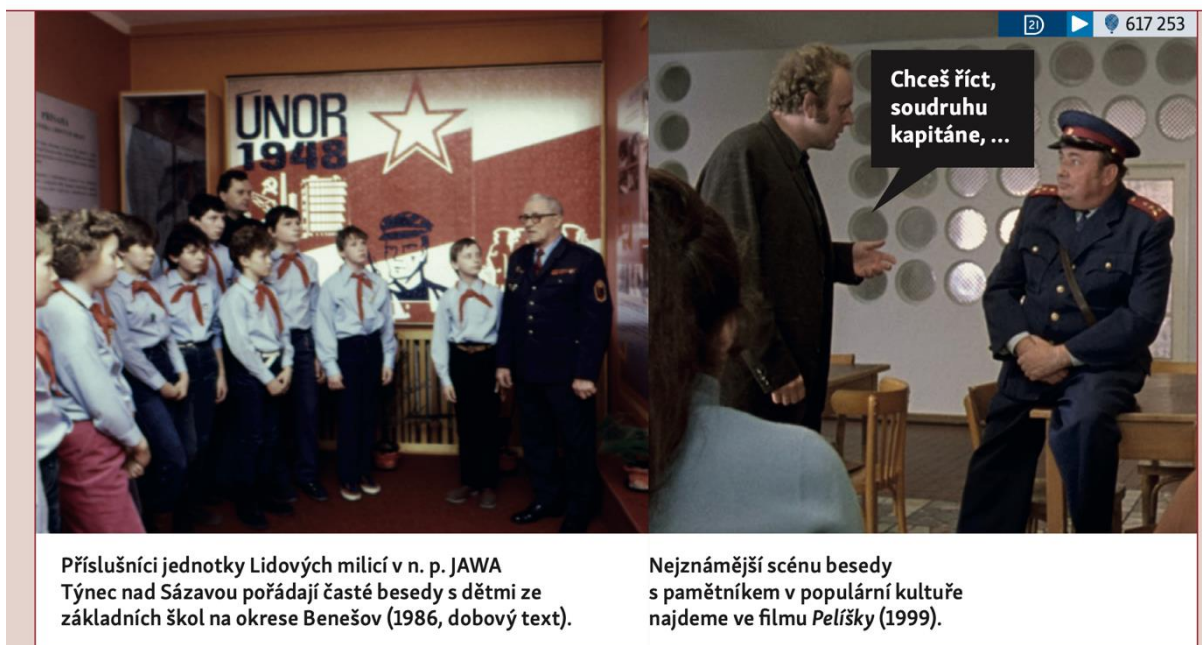 21
617 253
ÚNOR
1948
Chceš říct,
soudruhu
kapitáne, ...
Příslušníci jednotky Lidových milicí v n. p. JAWA
Týnec nad Sázavou pořádají časté besedy s dětmi ze
základních škol na okrese Benešov (1986, dobový text).
Nejznámější scénu besedy
s pamětníkem v populární kultuře
najdeme ve filmu Pelíšky (1999).